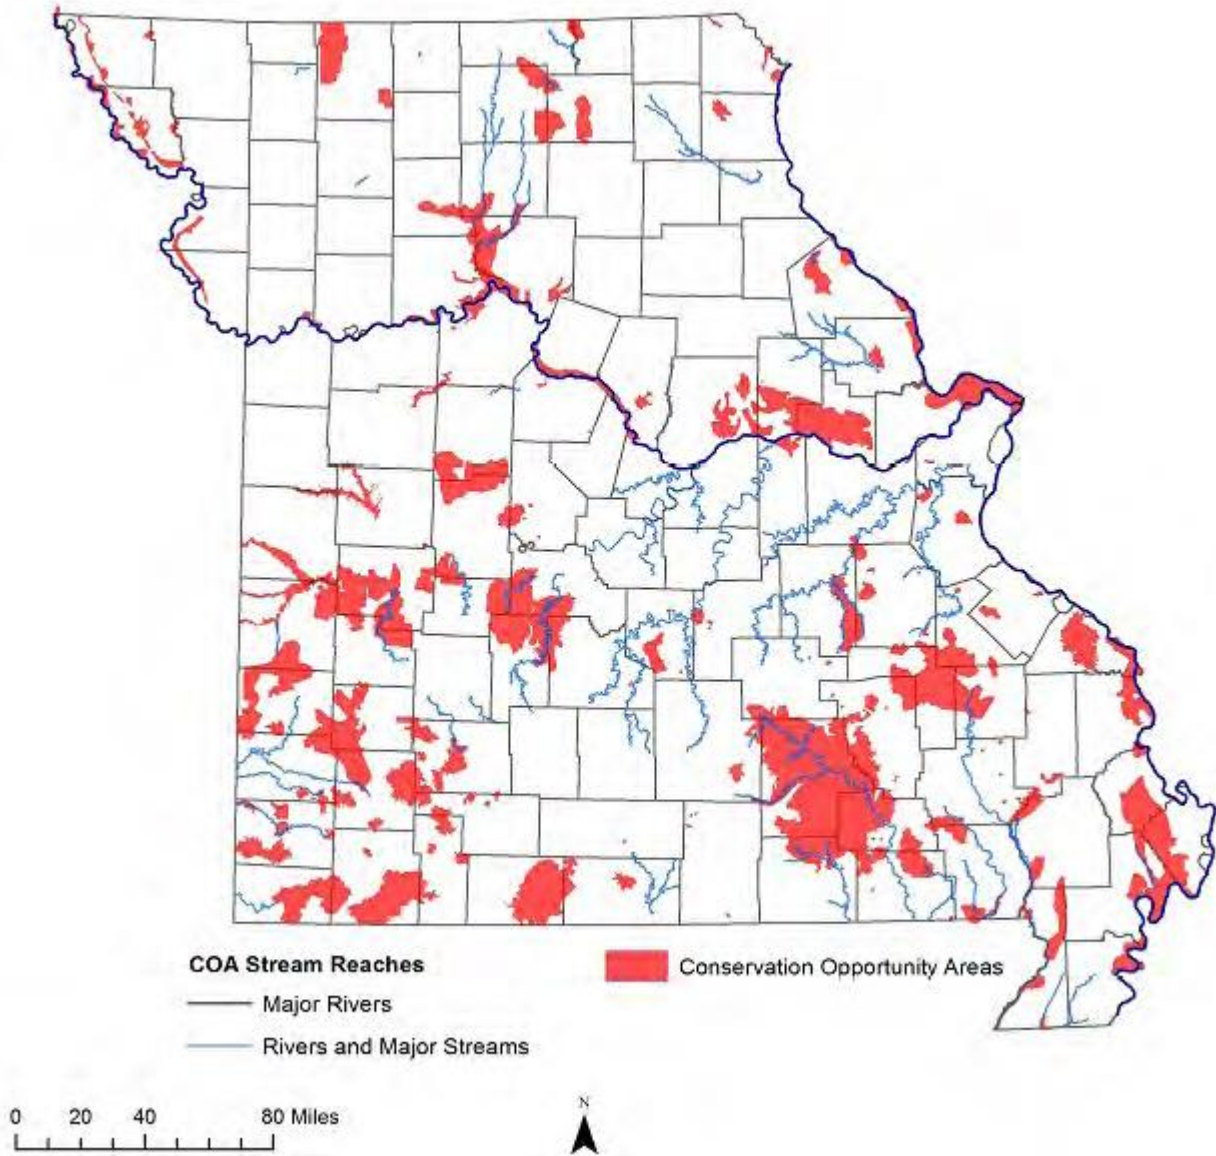 COA Stream Reaches
Major Rivers
Rivers and Major Streams
Conservation Opportunity Areas
0 20 40 80 Miles
N